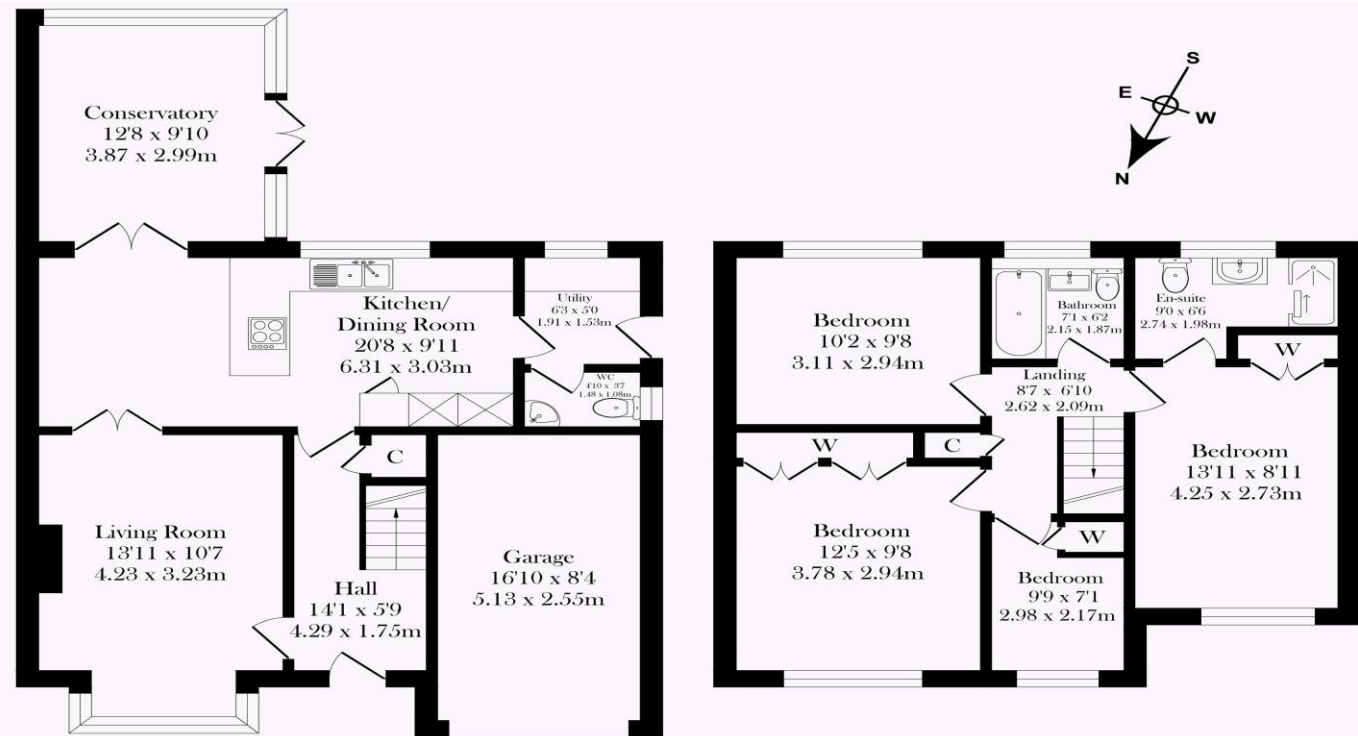 Conservatory
12'8 x 9'10
3.87 x 2.99m
Kitchen/
Dining Room
20'8 x 9'11
6.31 x 3.03m
Utility
6'3 x 5'0
1.91 x 1.53m
WC
4'10 x 3'7
1.48 x 1.08m
C
Living Room
13'11 x 10'7
4.23 x 3.23m
Hall
14'1 x 5'9
4.29 x 1.75m
Garage
16'10 x 8'4
5.13 x 2.55m
S
E
W
N
Bedroom
10'2 x 9'8
3.11 x 2.94m
Bathroom
7'1 x 6'2
2.15 x 1.87m
En-suite
9'0 x 6'6
2.74 x 1.98m
W
Landing
8'7 x 6'10
2.62 x 2.09m
W
C
Bedroom
13'11 x 8'11
4.25 x 2.73m
Bedroom
12'5 x 9'8
3.78 x 2.94m
W
Bedroom
9'9 x 7'1
2.98 x 2.17m